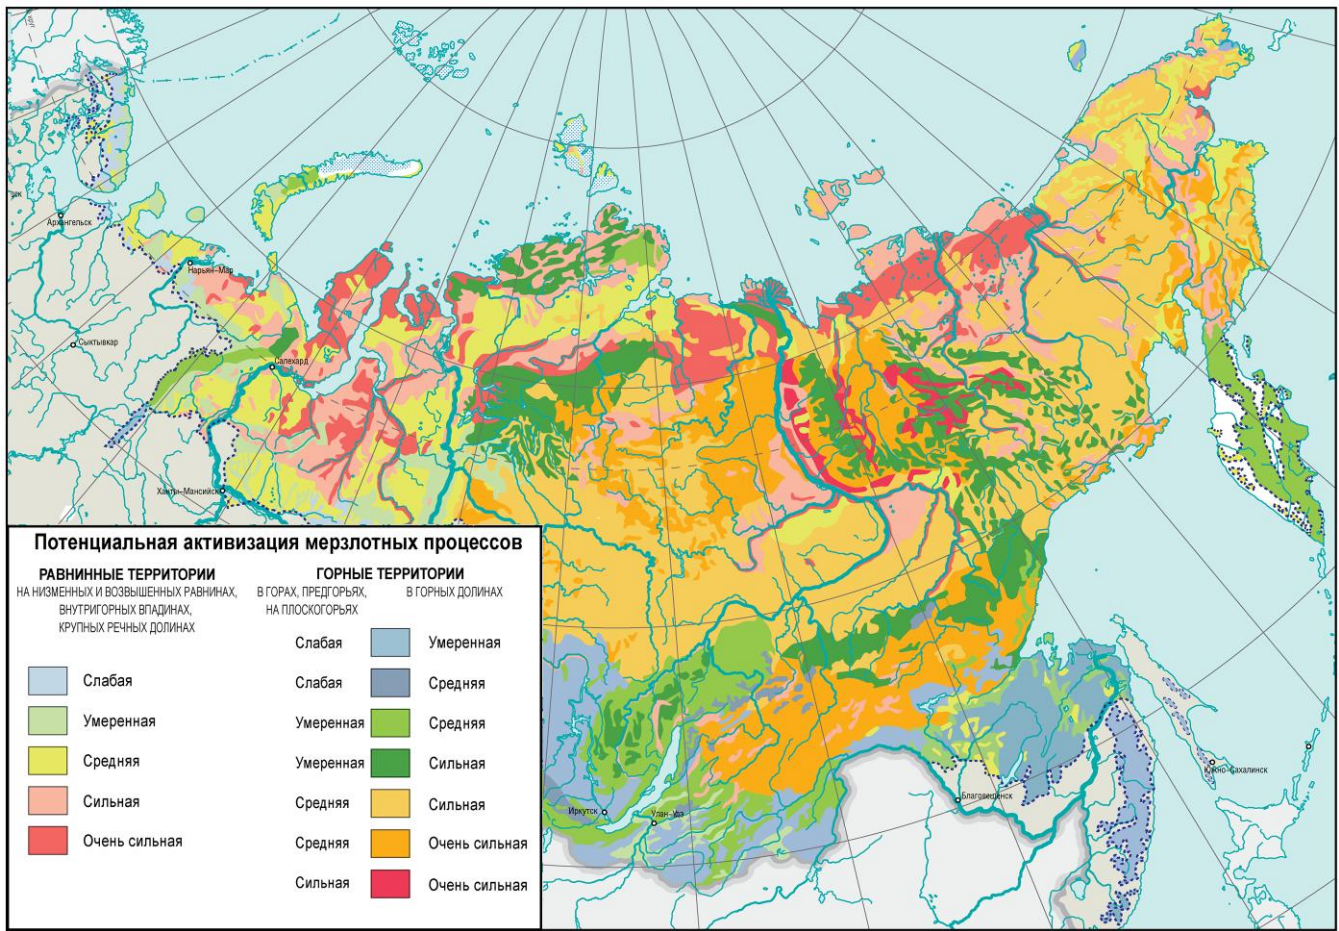 круг
Архангельск
Нарьян-Мар
Сыктывкар
Салехард
Ханты-Мансийск
Потенциальная активизация мерзлотных процессов
РАВНИННЫЕ ТЕРРИТОРИИ
НА НИЗМЕННЫХ И ВОЗВЫШЕННЫХ РАВНИНАХ,
ВНУТРИГОРНЫХ ВПАДИНАХ,
КРУПНЫХ РЕЧНЫХ ДОЛИНАХ
Слабая
Умеренная
Средняя
Сильная
Очень сильная
ГОРНЫЕ ТЕРРИТОРИИ
В ГОРАХ, ПРЕДГОРЬЯХ,
НА ПЛОСКОГОРЬЯХ
В ГОРНЫХ ДОЛИНАХ
Слабая Умеренная
Слабая Средняя
Умеренная Средняя
Умеренная Сильная
Средняя Сильная
Средняя Очень сильная
Сильная Очень сильная
Иркутск
Улан-Удэ
Благовещенск
Южно-Сахалинск